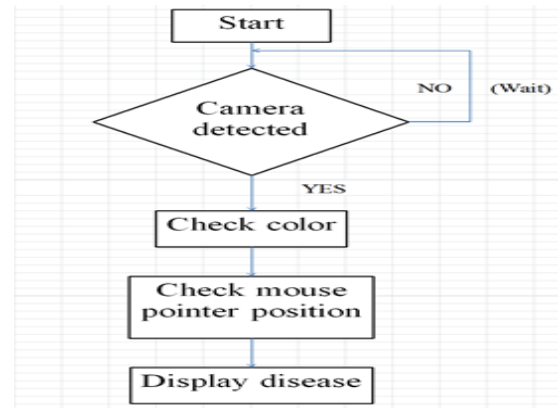 Start
Camera
detected
NO (Wait)
YES
Check color
Check mouse
pointer position
Display disease